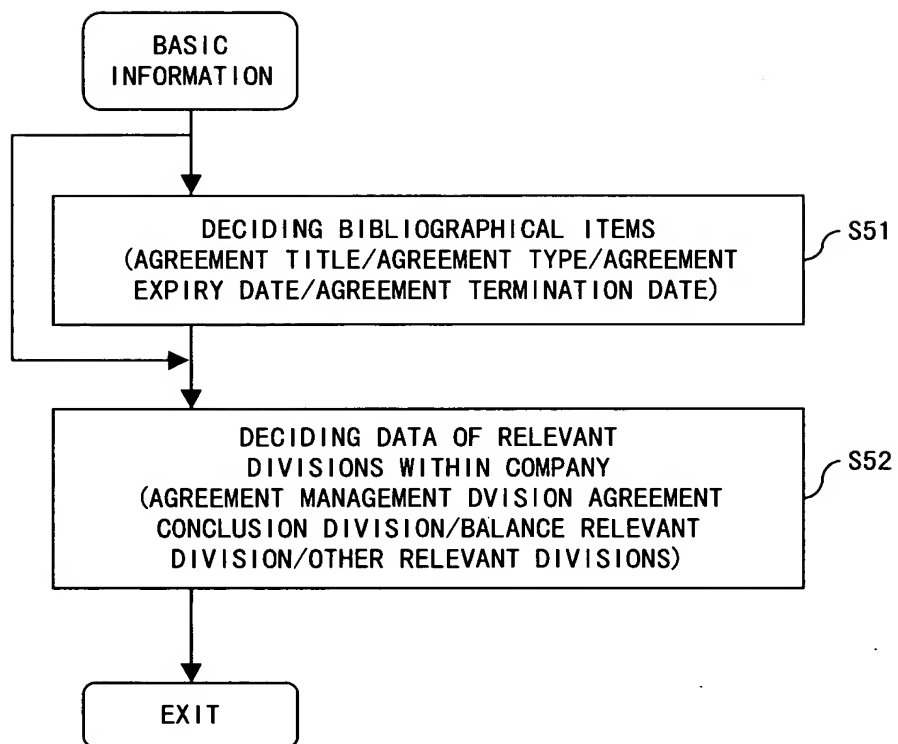 BASIC
INFORMATION
DECIDING BIBLIOGRAPHICAL ITEMS
(AGREEMENT TITLE/AGREEMENT TYPE/AGREEMENT
EXPIRY DATE/AGREEMENT TERMINATION DATE)
S51
DECIDING DATA OF RELEVANT
DIVISIONS WITHIN COMPANY
(AGREEMENT MANAGEMENT DVISION AGREEMENT
CONCLUSION DIVISION/BALANCE RELEVANT
DIVISION/OTHER RELEVANT DIVISIONS)
S52
EXIT